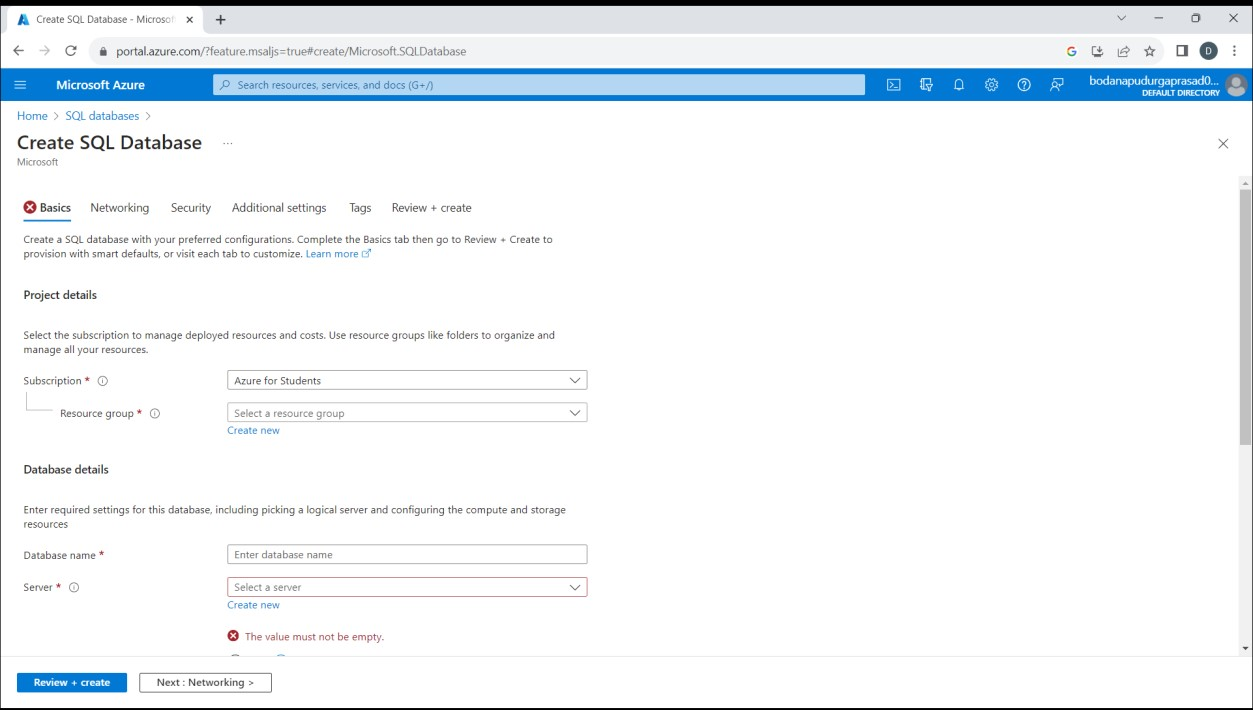 Create SQL Database - Microsof
portal.azure.com/?feature.msaljs=true#create/Microsoft.SQLDatabase
G
D
Microsoft Azure
Search resources, services, and docs (G+/)
bodanapudurgaprasad0...
DEFAULT DIRECTORY
Home > SQL databases >
Create SQL Database ...
Microsoft
Basics Networking Security Additional settings Tags Review + create
Create a SQL database with your preferred configurations. Complete the Basics tab then go to Review + Create to
provision with smart defaults, or visit each tab to customize. Learn more
Project details
Select the subscription to manage deployed resources and costs. Use resource groups like folders to organize and
manage all your resources.
Subscription *
Azure for Students
Resource group *
Select a resource group
Create new
Database details
Enter required settings for this database, including picking a logical server and configuring the compute and storage
resources
Database name *
Enter database name
Server *
Select a server
Create new
The value must not be empty.
Review + create
Next : Networking >